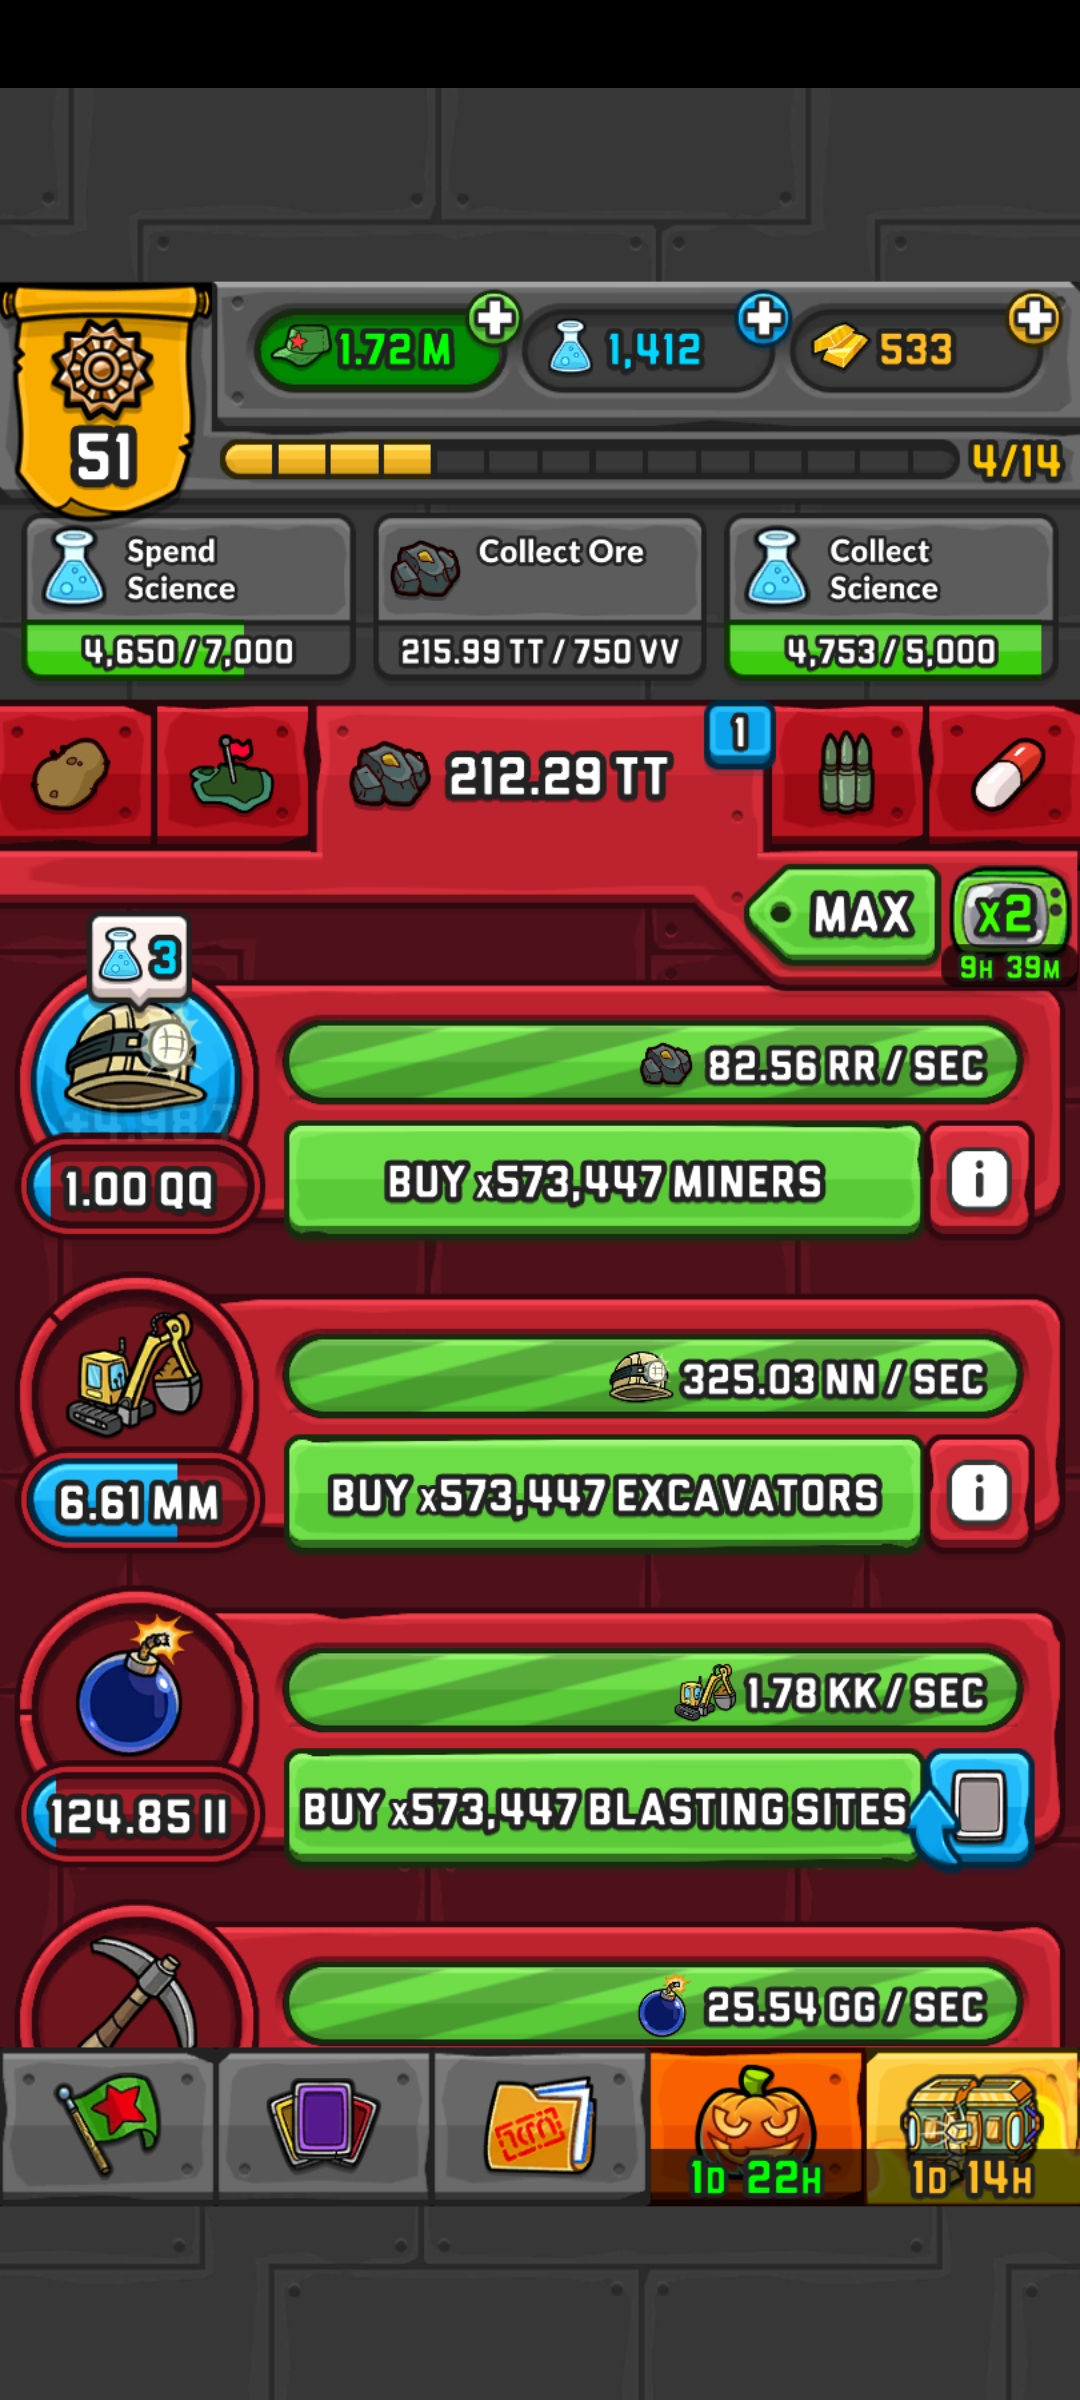 1.72 M
1,412
533
51
4/14
Spend
Science
4,650 / 7,000
Collect Ore
215.99 TT / 750 VV
Collect
Science
4,753 / 5,000
212.29 TT
1
MAX
x2
9H 39M
3
82.56 RR / SEC
1.00 QQ
BUY x573,447 MINERS
i
325.03 NN / SEC
6.61 MM
BUY x573,447 EXCAVATORS
i
1.78 KK / SEC
124.85 II
BUY x573,447 BLASTING SITES
25.54 GG / SEC
1D 22H
1D 14H